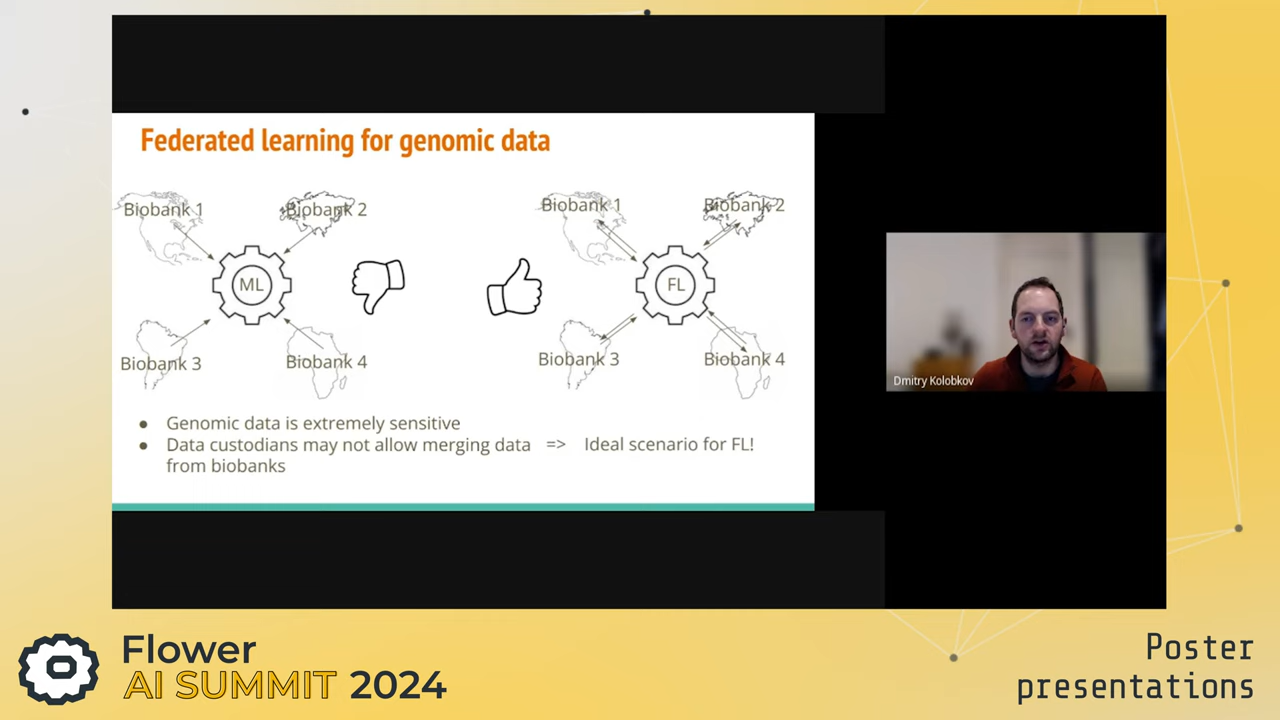 Federated learning for genomic data
Biobank 1
Biobank 2
ML
Biobank 3
Biobank 4
Biobank 1
Biobank 2
FL
Biobank 3
Biobank 4
● Genomic data is extremely sensitive
● Data custodians may not allow merging data => Ideal scenario for FL!
from biobanks
Dmitry Kolobkov
Flower
AI SUMMIT 2024
Poster
presentations